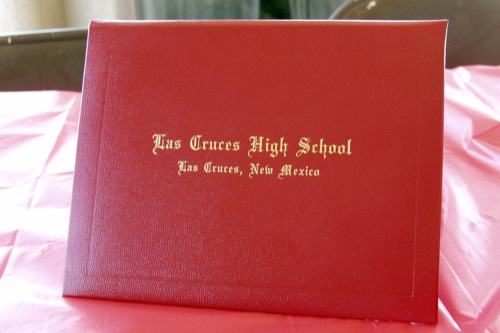 Las Cruces High School
Las Cruces, New Mexico